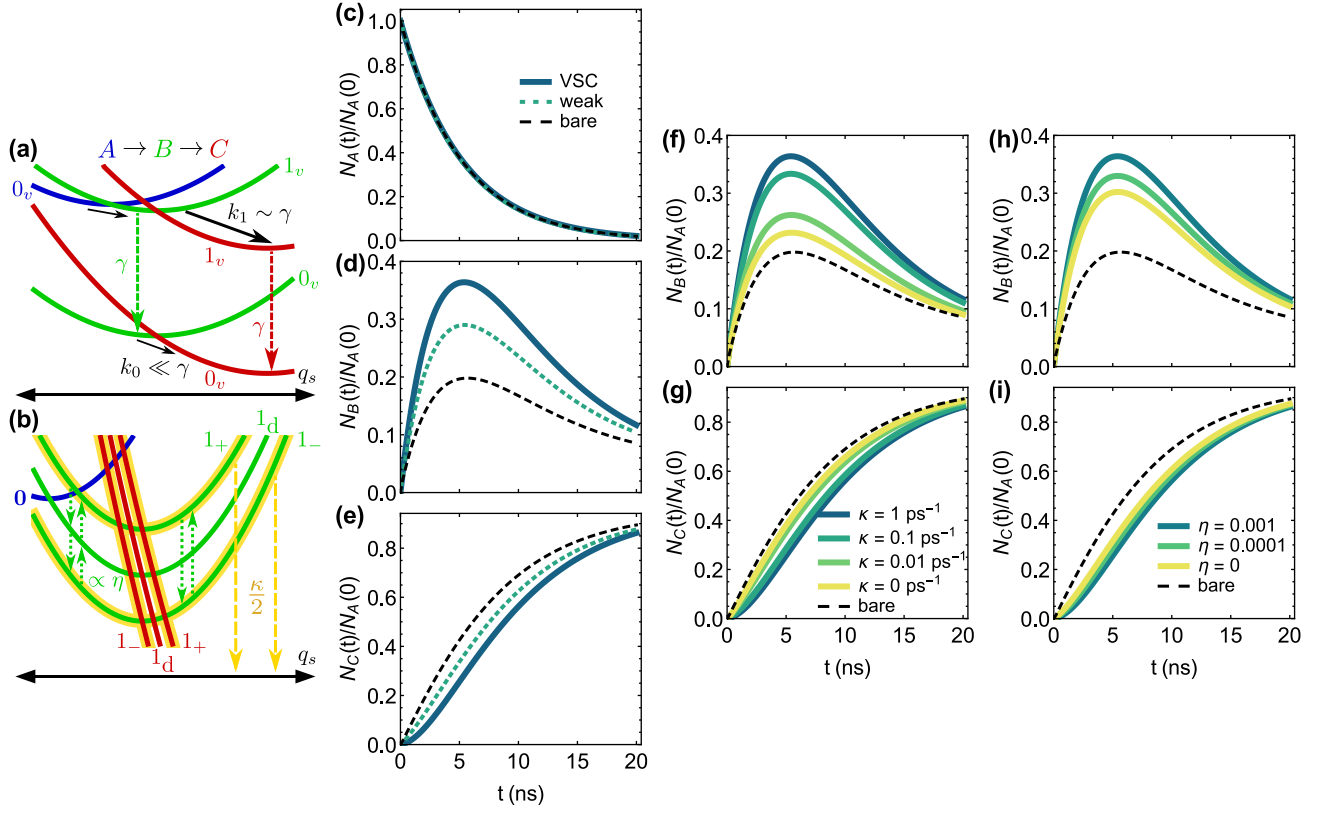 (a)
A → B → C
0v
1v
k1 ~ γ
γ
1v
0v
γ
k0 ≪ γ
0v
qs
(b)
1+
1d
1−
0
∝ η
κ/2
1−
1d
1+
qs
(c)
NA(t)/NA(0)
1.0
0.8
0.6
0.4
0.2
0.0
VSC
weak
bare
(d)
NB(t)/NA(0)
0.4
0.3
0.2
0.1
0.0
(e)
NC(t)/NA(0)
1.0
0.8
0.6
0.4
0.2
0.0
0 5 10 15 20
t (ns)
(f)
NB(t)/NA(0)
0.4
0.3
0.2
0.1
0.0
(g)
NC(t)/NA(0)
1.0
0.8
0.6
0.4
0.2
0.0
κ = 1 ps⁻¹
κ = 0.1 ps⁻¹
κ = 0.01 ps⁻¹
κ = 0 ps⁻¹
bare
0 5 10 15 20
t (ns)
(h)
NB(t)/NA(0)
0.4
0.3
0.2
0.1
0.0
(i)
NC(t)/NA(0)
1.0
0.8
0.6
0.4
0.2
0.0
η = 0.001
η = 0.0001
η = 0
bare
0 5 10 15 20
t (ns)